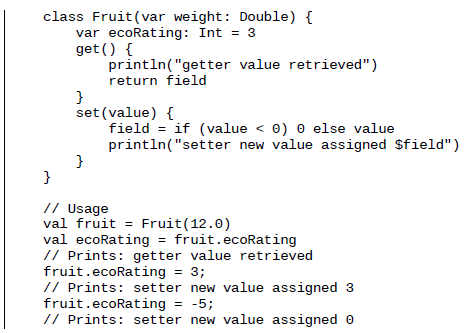 class Fruit(var weight: Double) {
    var ecoRating: Int = 3
    get() {
        println("getter value retrieved")
        return field
    }
    set(value) {
        field = if (value < 0) 0 else value
        println("setter new value assigned $field")
    }
}

// Usage
val fruit = Fruit(12.0)
val ecoRating = fruit.ecoRating
// Prints: getter value retrieved
fruit.ecoRating = 3;
// Prints: setter new value assigned 3
fruit.ecoRating = -5;
// Prints: setter new value assigned 0